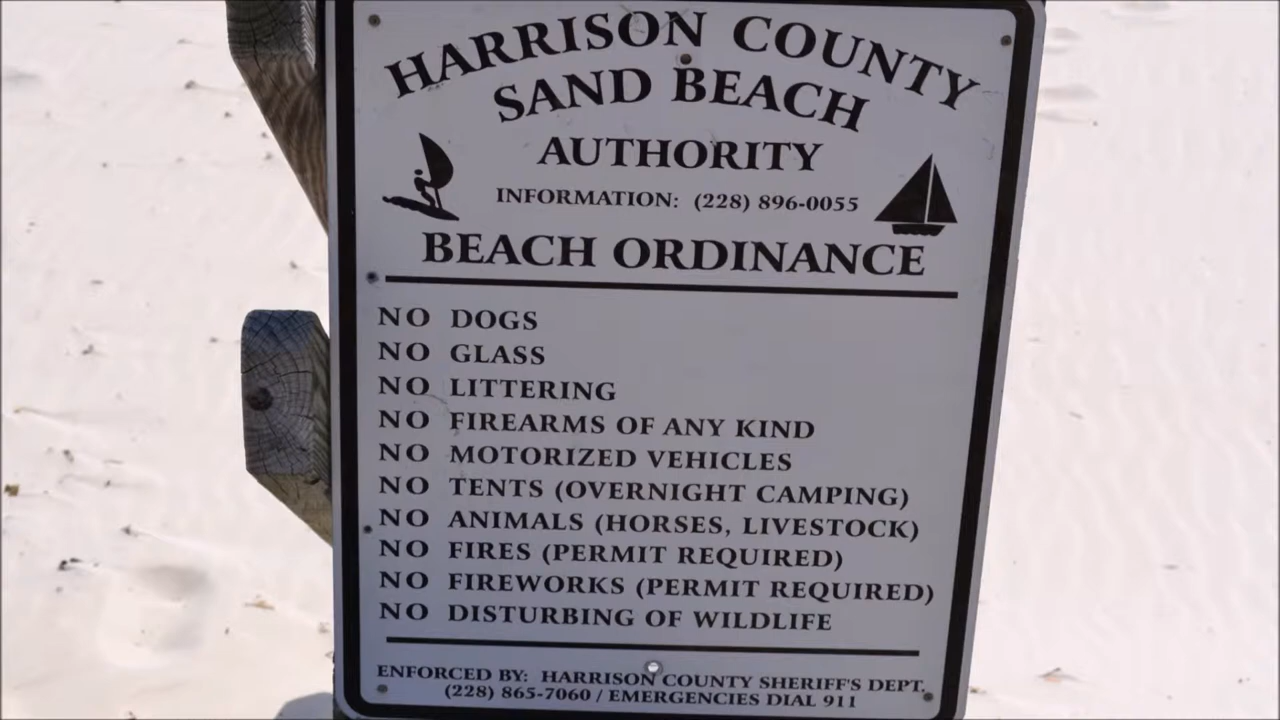 HARRISON COUNTY
SAND BEACH
AUTHORITY
INFORMATION: (228) 896-0055
BEACH ORDINANCE
NO DOGS
NO GLASS
NO LITTERING
NO FIREARMS OF ANY KIND
NO MOTORIZED VEHICLES
NO TENTS (OVERNIGHT CAMPING)
NO ANIMALS (HORSES, LIVESTOCK)
NO FIRES (PERMIT REQUIRED)
NO FIREWORKS (PERMIT REQUIRED)
NO DISTURBING OF WILDLIFE
ENFORCED BY: HARRISON COUNTY SHERIFF'S DEPT.
(228) 865-7060 / EMERGENCIES DIAL 911